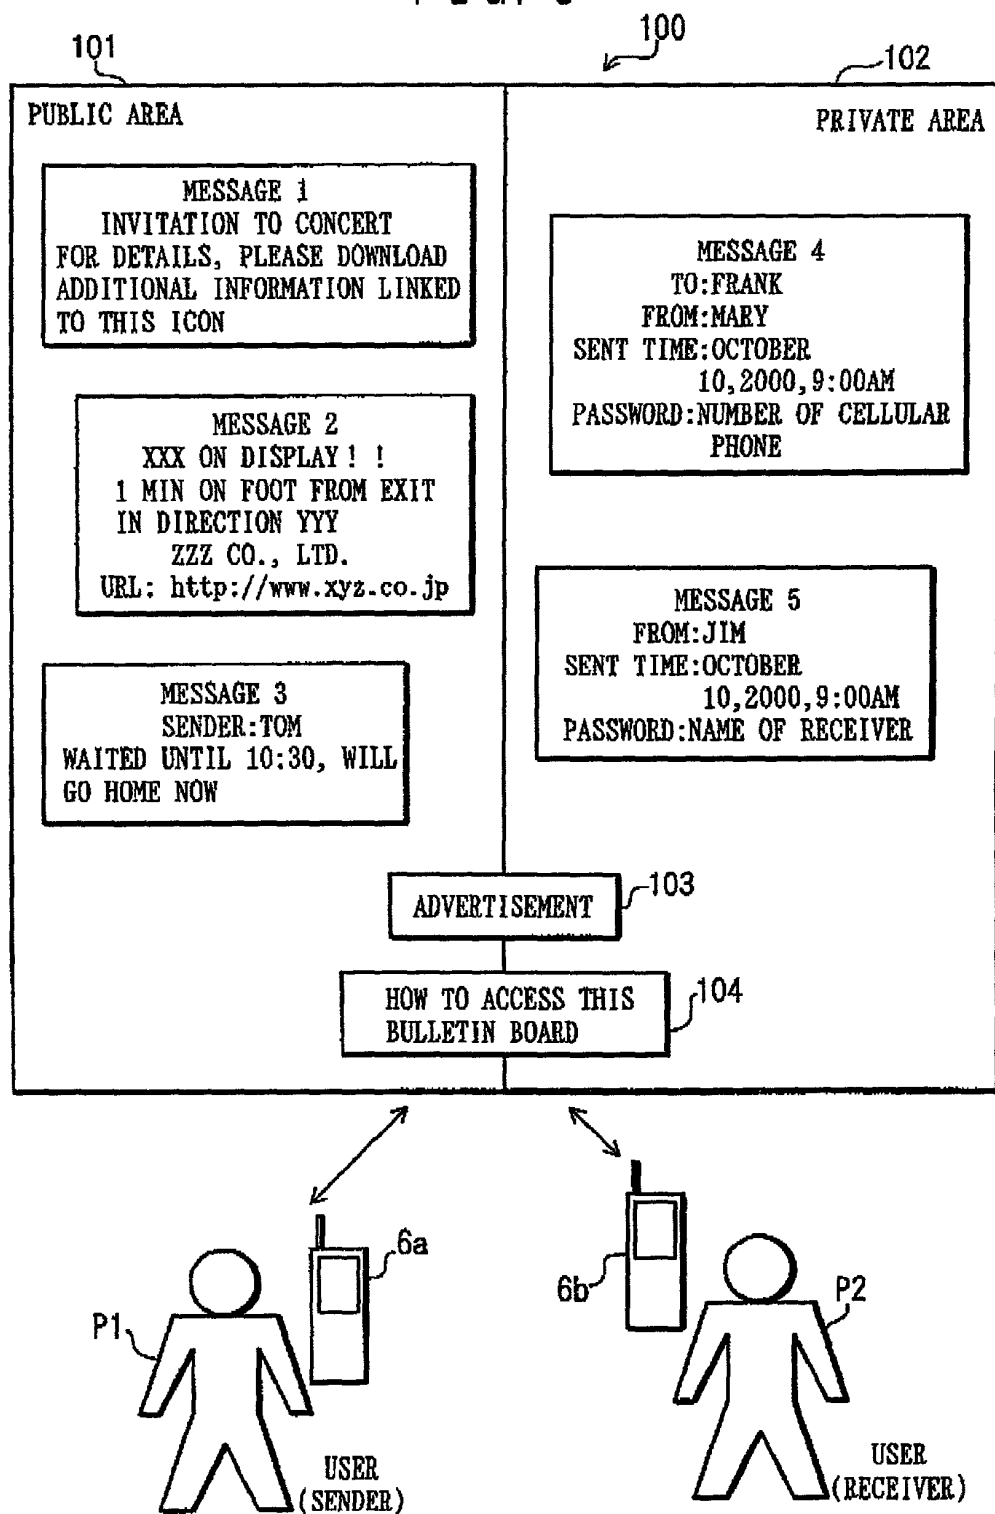 100
101
102
PUBLIC AREA
PRIVATE AREA
MESSAGE 1
INVITATION TO CONCERT
FOR DETAILS, PLEASE DOWNLOAD
ADDITIONAL INFORMATION LINKED
TO THIS ICON
MESSAGE 2
XXX ON DISPLAY! !
1 MIN ON FOOT FROM EXIT
IN DIRECTION YYY
ZZZ CO., LTD.
URL: http://www.xyz.co.jp
MESSAGE 3
SENDER:TOM
WAITED UNTIL 10:30, WILL
GO HOME NOW
MESSAGE 4
TO:FRANK
FROM:MARY
SENT TIME:OCTOBER
10,2000,9:00AM
PASSWORD:NUMBER OF CELLULAR
PHONE
MESSAGE 5
FROM:JIM
SENT TIME:OCTOBER
10,2000,9:00AM
PASSWORD:NAME OF RECEIVER
ADVERTISEMENT
103
HOW TO ACCESS THIS
BULLETIN BOARD
104
6a
P1
USER
(SENDER)
6b
P2
USER
(RECEIVER)